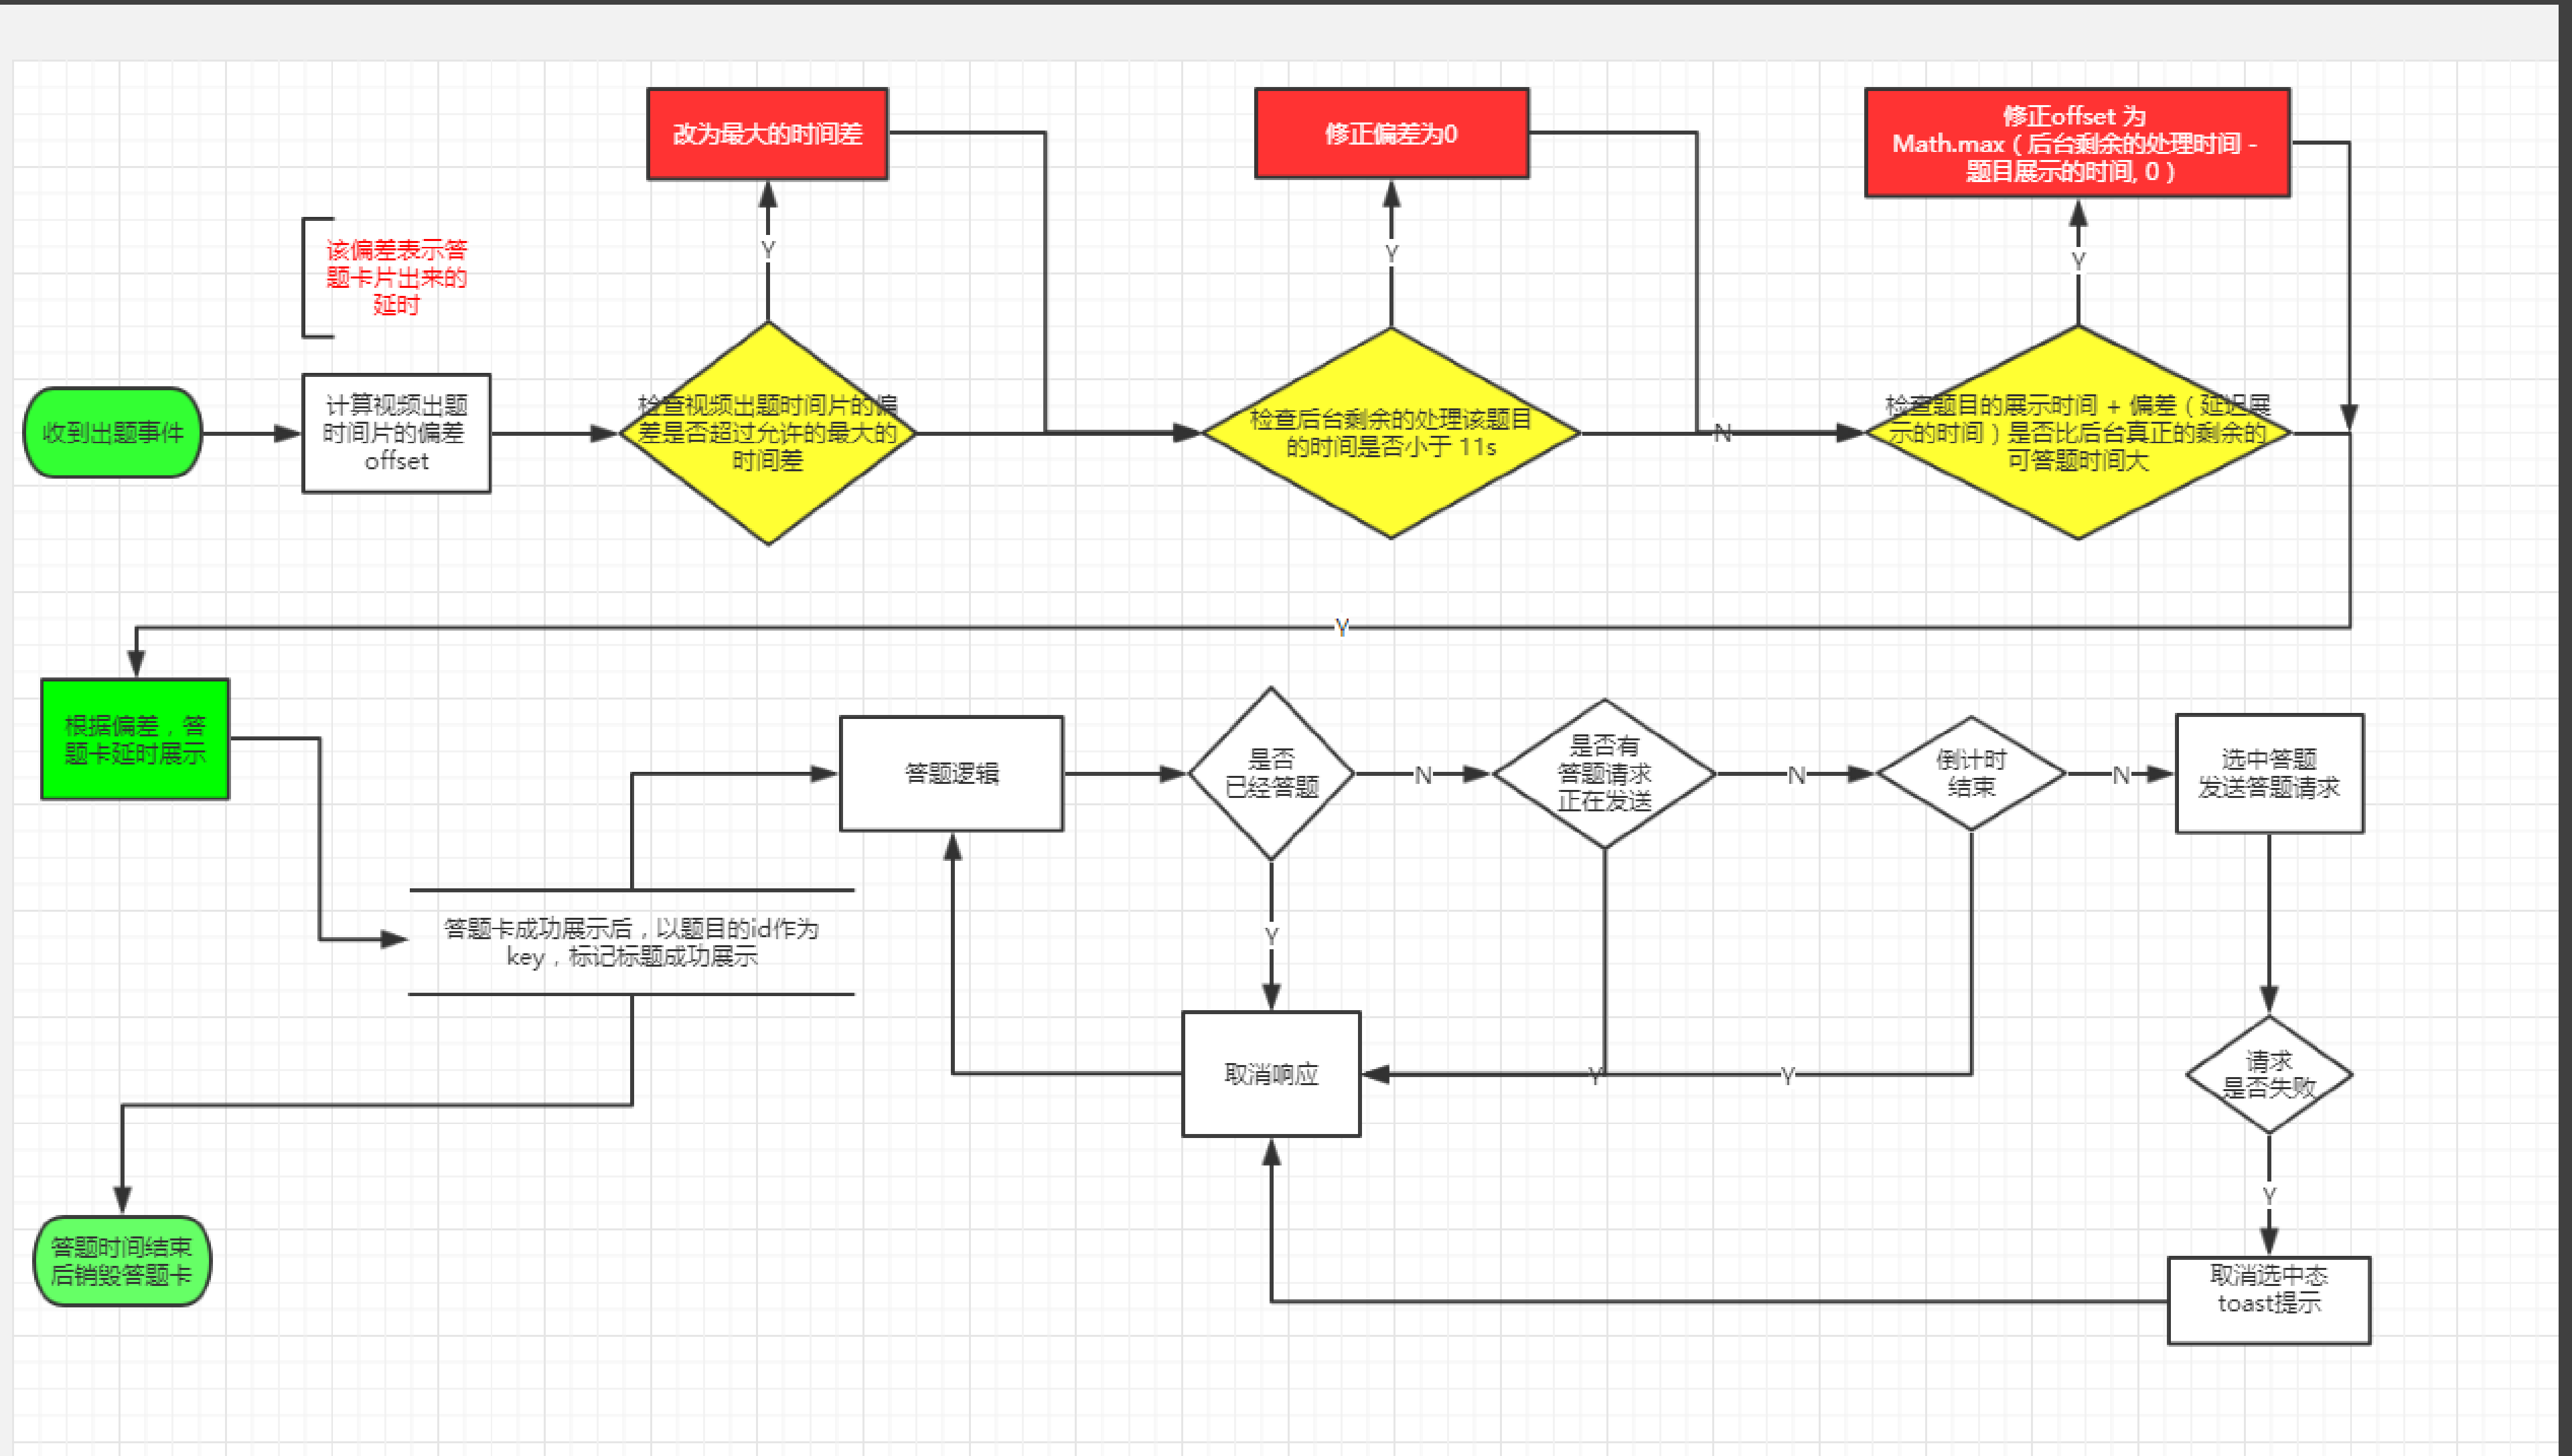 改为最大的时间差
修正偏差为0
修正offset 为
Math.max（后台剩余的处理时间 -
题目展示的时间, 0）
Y
Y
Y
该偏差表示答
题卡片出来的
延时
收到出题事件
计算视频出题
时间片的偏差
offset
检查视频出题时间片的偏
差是否超过允许的最大的
时间差
检查后台剩余的处理该题目
的时间是否小于 11s
N
检查题目的展示时间 + 偏差（延迟展
示的时间）是否比后台真正的剩余的
可答题时间大
Y
根据偏差，答
题卡延时展示
答题逻辑
是否
已经答题
N
是否有
答题请求
正在发送
N
倒计时
结束
N
选中答题
发送答题请求
答题卡成功展示后，以题目的id作为
key，标记标题成功展示
Y
取消响应
Y
Y
请求
是否失败
Y
答题时间结束
后销毁答题卡
取消选中态
toast提示